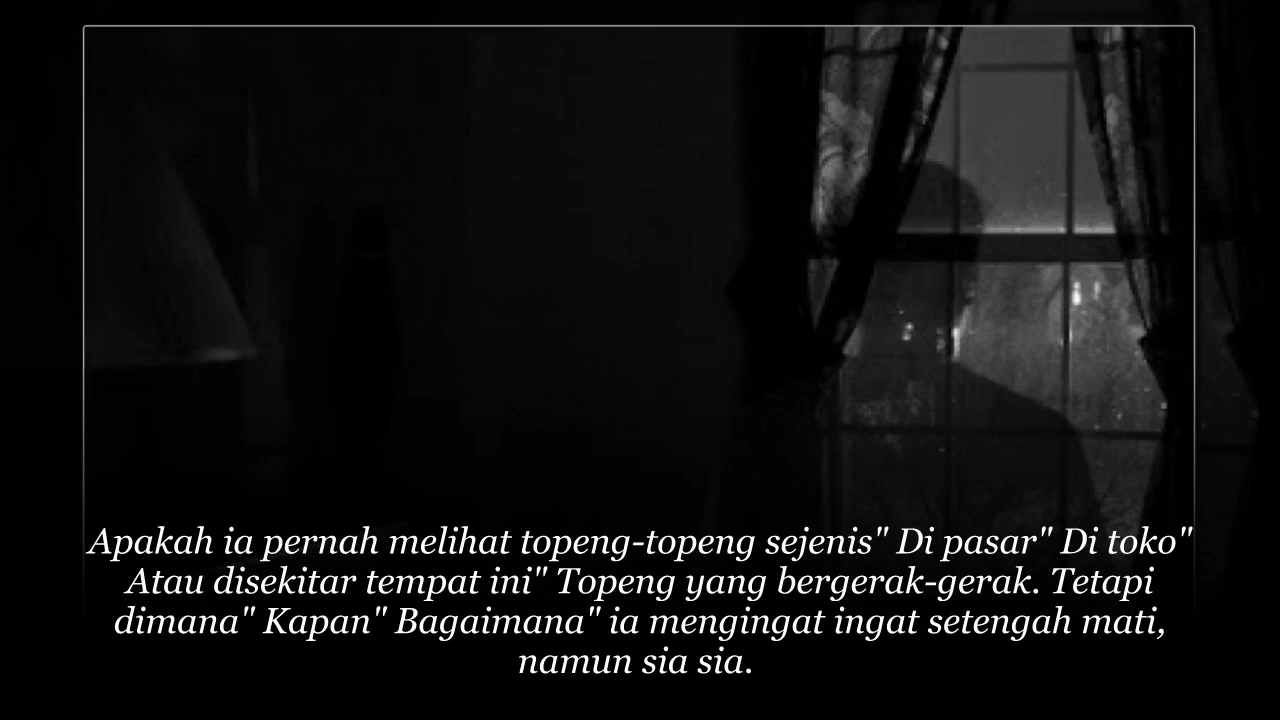 Apakah ia pernah melihat topeng-topeng sejenis" Di pasar" Di toko"
Atau disekitar tempat ini" Topeng yang bergerak-gerak. Tetapi
dimana" Kapan" Bagaimana" ia mengingat ingat setengah mati,
namun sia sia.